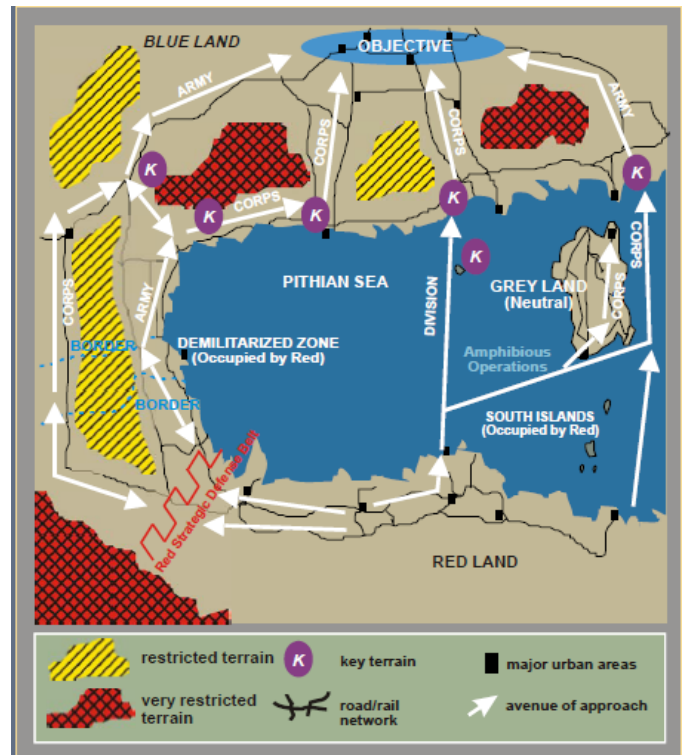 BLUE LAND
OBJECTIVE
ARMY
ARMY
CORPS
CORPS
K
K
CORPS
K
K
K
K
PITHIAN SEA
GREY LAND
(Neutral)
CORPS
CORPS
DIVISION
CORPS
ARMY
DEMILITARIZED ZONE
(Occupied by Red)
BORDER
BORDER
Amphibious
Operations
SOUTH ISLANDS
(Occupied by Red)
Red Strategic Defense Belt
RED LAND
restricted terrain
K
key terrain
major urban areas
very restricted
terrain
road/rail
network
avenue of approach